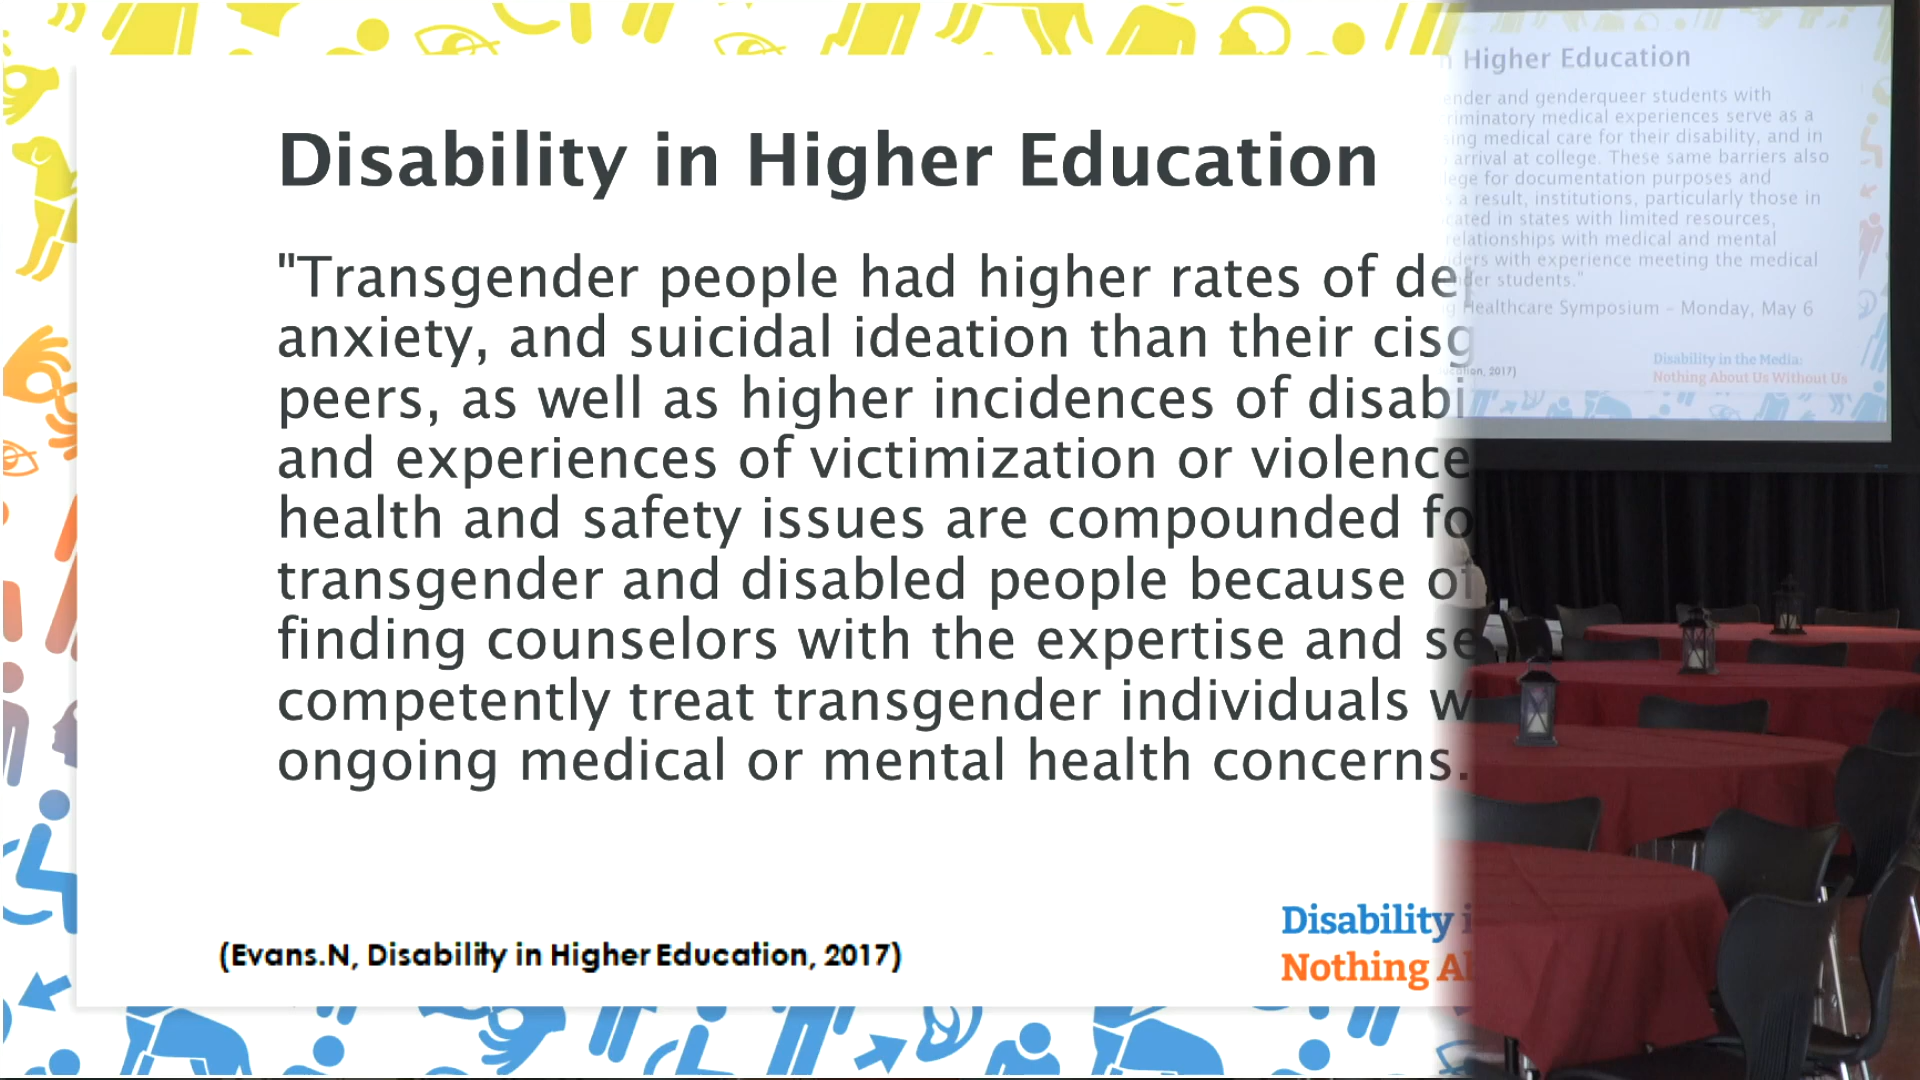 Disability in Higher Education
"Transgender people had higher rates of de
anxiety, and suicidal ideation than their cisg
peers, as well as higher incidences of disabi
and experiences of victimization or violence
health and safety issues are compounded fo
transgender and disabled people because of
finding counselors with the expertise and se
competently treat transgender individuals w
ongoing medical or mental health concerns.
(Evans.N, Disability in Higher Education, 2017)
Disability i
Nothing A
Higher Education
ender and genderqueer students with
riminatory medical experiences serve as a
ing medical care for their disability, and in
arrival at college. These same barriers also
ege for documentation purposes and
s a result, institutions, particularly those in
cated in states with limited resources,
relationships with medical and mental
ders with experience meeting the medical
der students."
Healthcare Symposium – Monday, May 6
2017)
Disability in the Media:
Nothing About Us Without Us